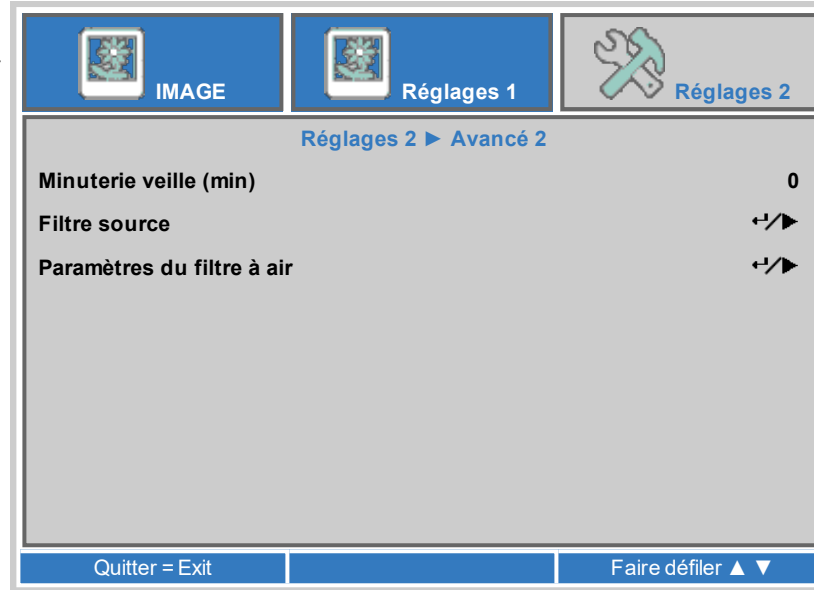 IMAGE
Réglages 1
Réglages 2
Réglages 2 ► Avancé 2
Minuterie veille (min) 0
Filtre source ↵/►
Paramètres du filtre à air ↵/►
Quitter = Exit
Faire défiler ▲ ▼